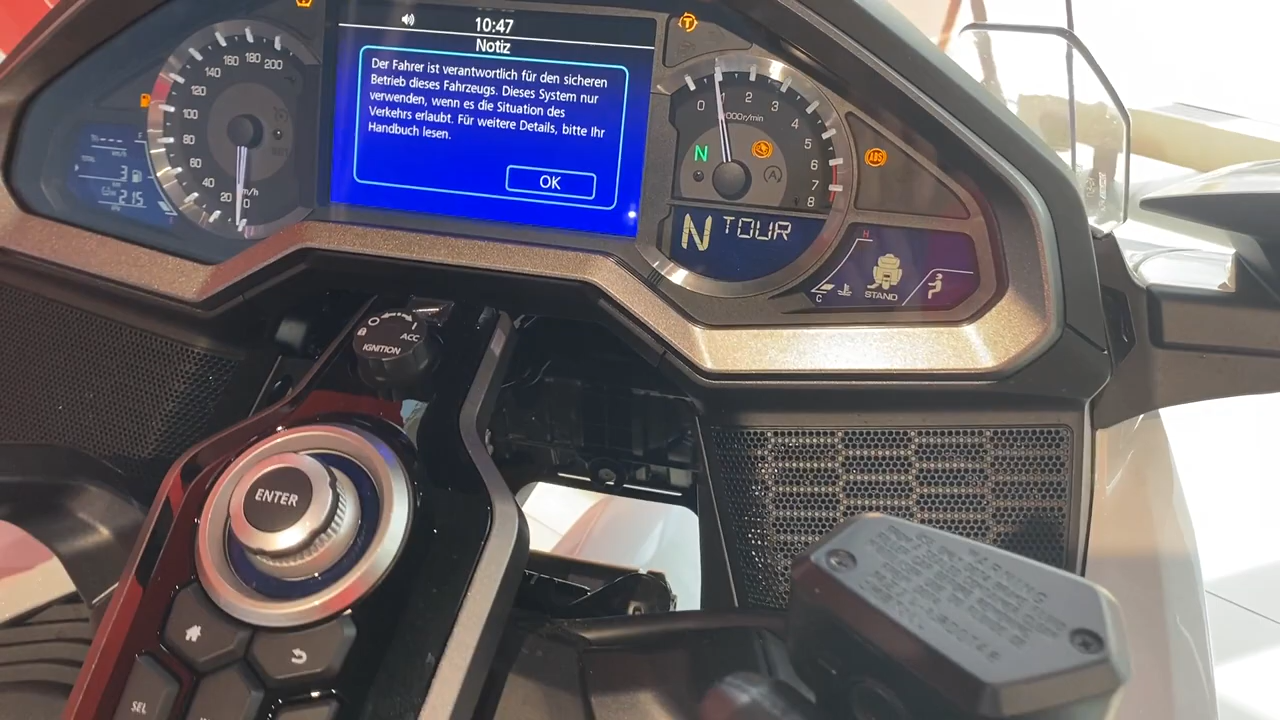 10:47
Notiz
Der Fahrer ist verantwortlich für den sicheren
Betrieb dieses Fahrzeugs. Dieses System nur
verwenden, wenn es die Situation des
Verkehrs erlaubt. Für weitere Details, bitte Ihr
Handbuch lesen.
OK
200
180
160
140
120
100
80
60
40
20
0
km/h
3
215
0
2
3
4
5
6
7
8
N
ABS
N TOUR
H
C
STAND
ACC
IGNITION
ENTER
SEL
WARNING